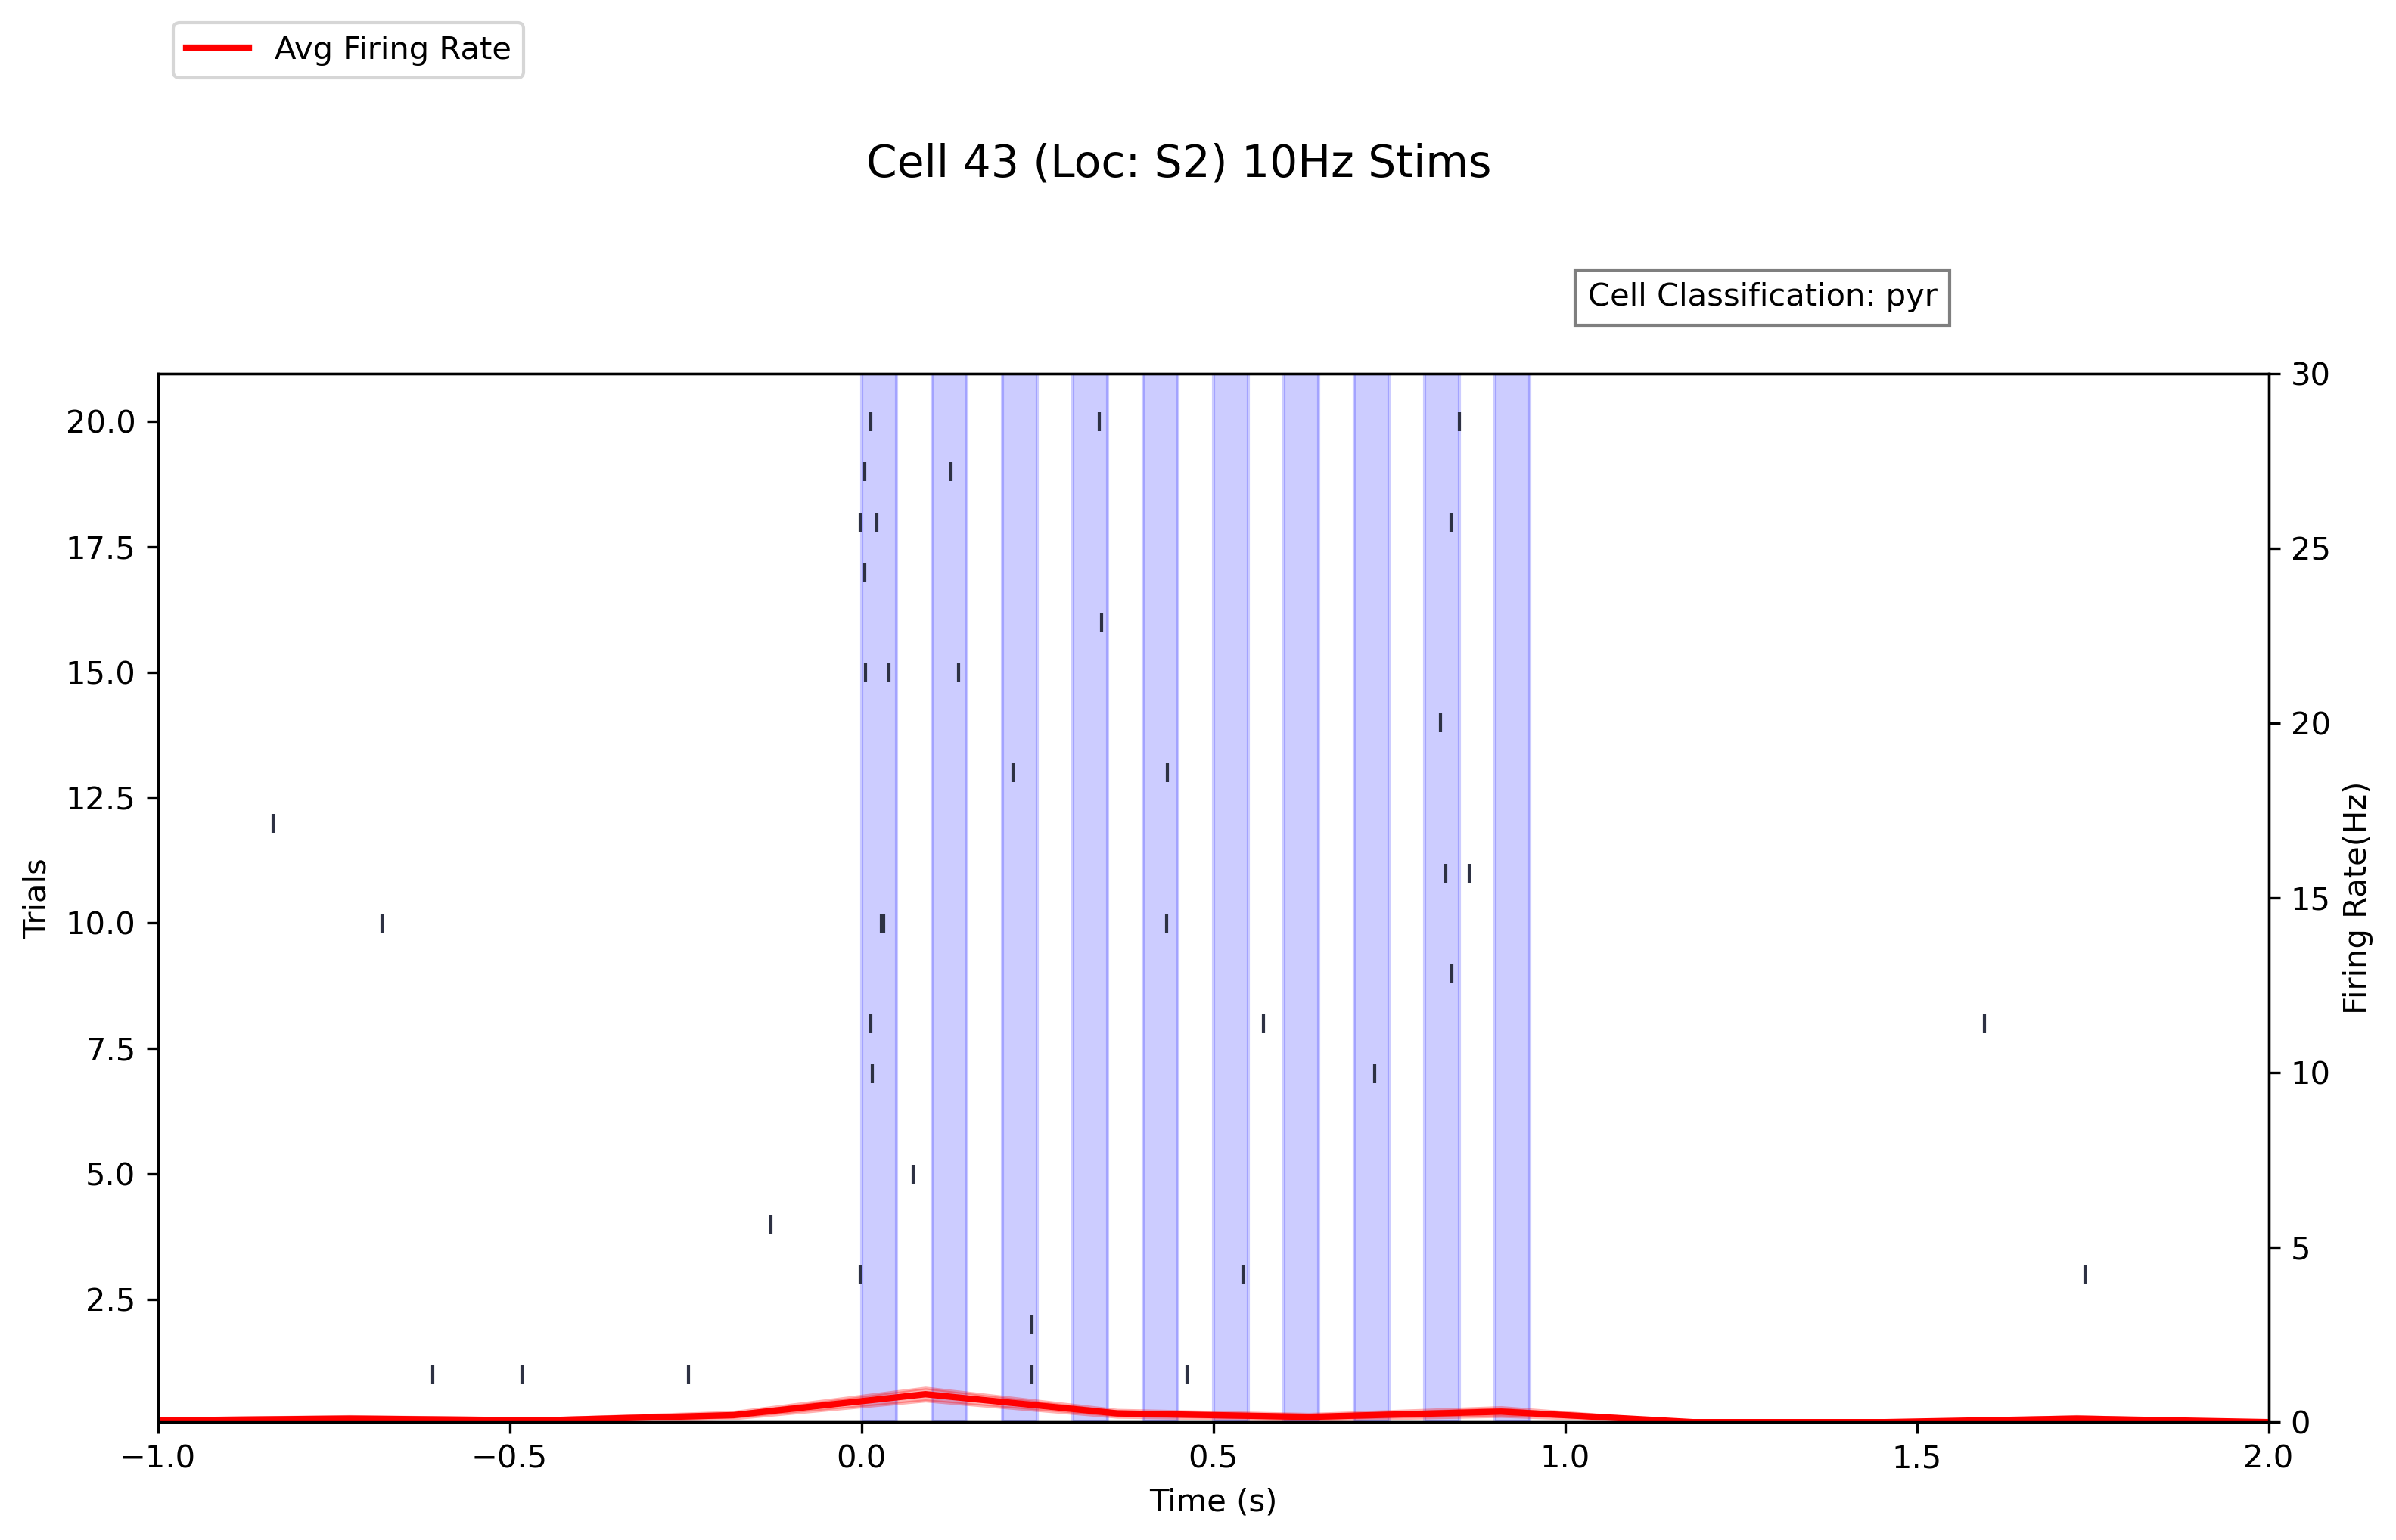 Avg Firing Rate
Cell 43 (Loc: S2) 10Hz Stims
Cell Classification: pyr
20.0
17.5
15.0
12.5
10.0
7.5
5.0
2.5
Trials
30
25
20
15
10
5
0
Firing Rate(Hz)
−1.0 −0.5 0.0 0.5 1.0 1.5 2.0
Time (s)